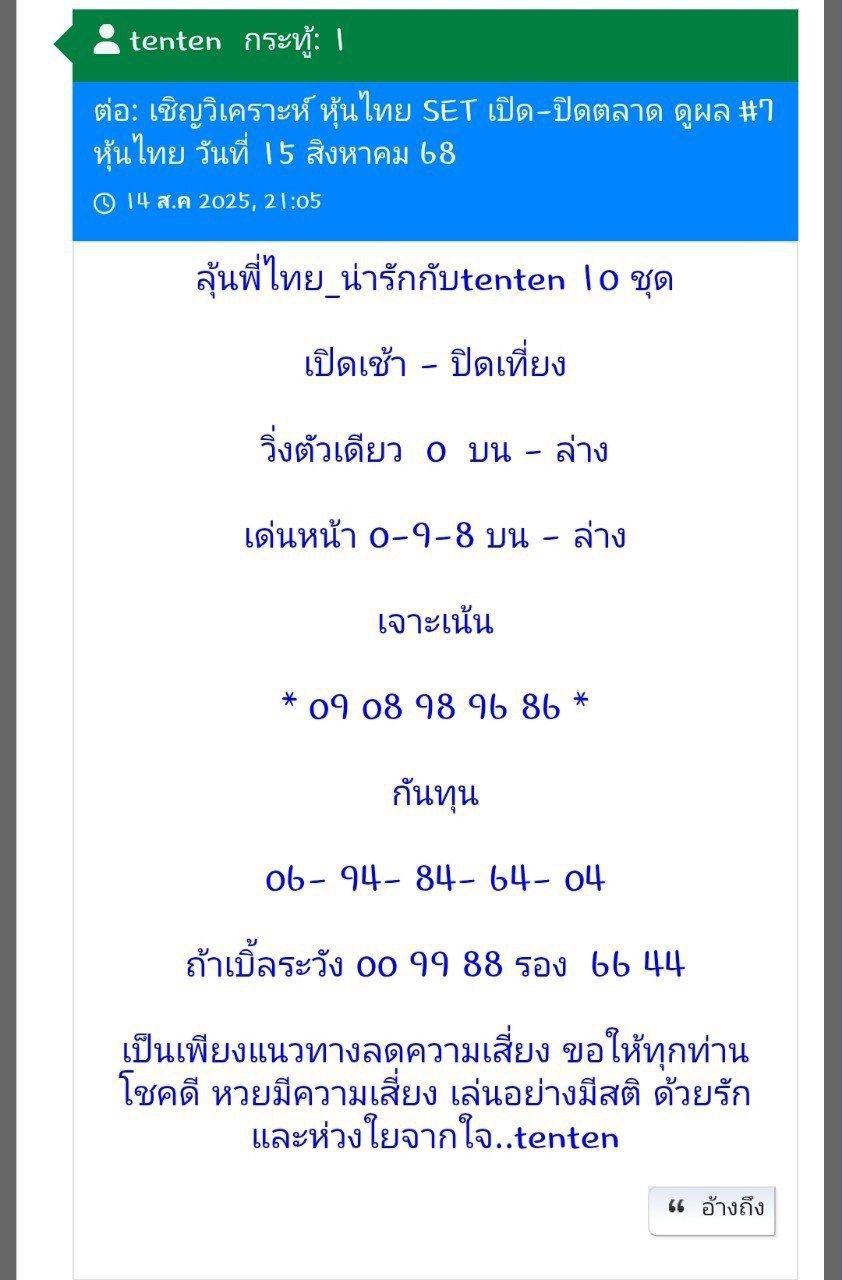 tenten กระทู้: 1
ต่อ: เชิญวิเคราะห์ หุ้นไทย SET เปิด-ปิดตลาด ดูผล #7
หุ้นไทย วันที่ 15 สิงหาคม 68
14 ส.ค 2025, 21:05
ลุ้นพี่ไทย_น่ารักกับtenten 10 ชุด
เปิดเช้า - ปิดเที่ยง
วิ่งตัวเดียว 0 บน - ล่าง
เด่นหน้า 0-9-8 บน - ล่าง
เจาะเน้น
* 09 08 98 96 86 *
กันทุน
06- 94- 84- 64- 04
ถ้าเบิ้ลระวัง 00 99 88 รอง 66 44
เป็นเพียงแนวทางลดความเสี่ยง ขอให้ทุกท่าน
โชคดี หวยมีความเสี่ยง เล่นอย่างมีสติ ด้วยรัก
และห่วงใยจากใจ..tenten
“ อ้างถึง